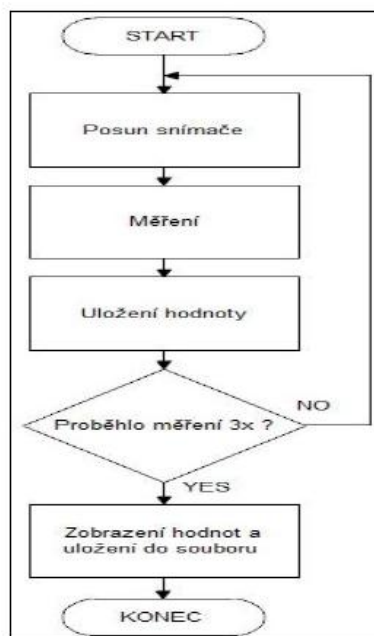 START
Posun snímače
Měření
Uložení hodnoty
Proběhlo měření 3x ?
NO
YES
Zobrazení hodnot a
uložení do souboru
KONEC